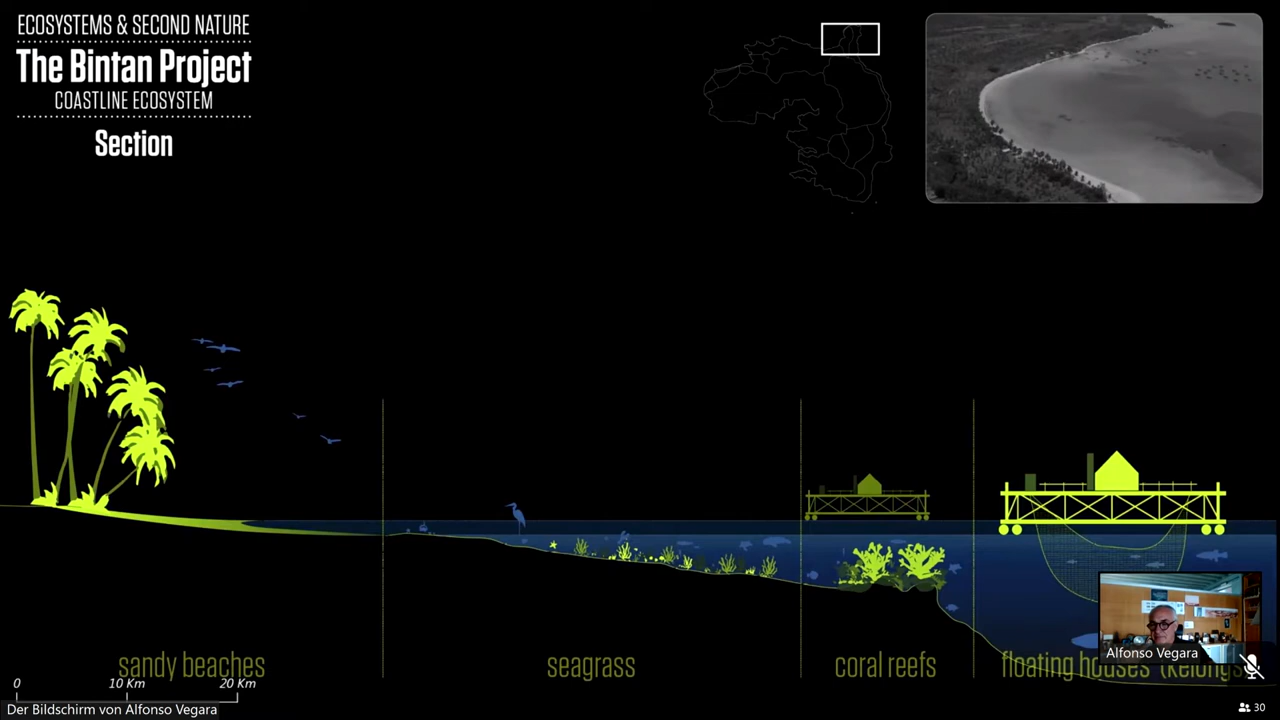 ECOSYSTEMS & SECOND NATURE
The Bintan Project
COASTLINE ECOSYSTEM
Section
sandy beaches
seagrass
coral reefs
floating houses (kelongs
0 10 Km 20 Km
Alfonso Vegara
Der Bildschirm von Alfonso Vegara
30